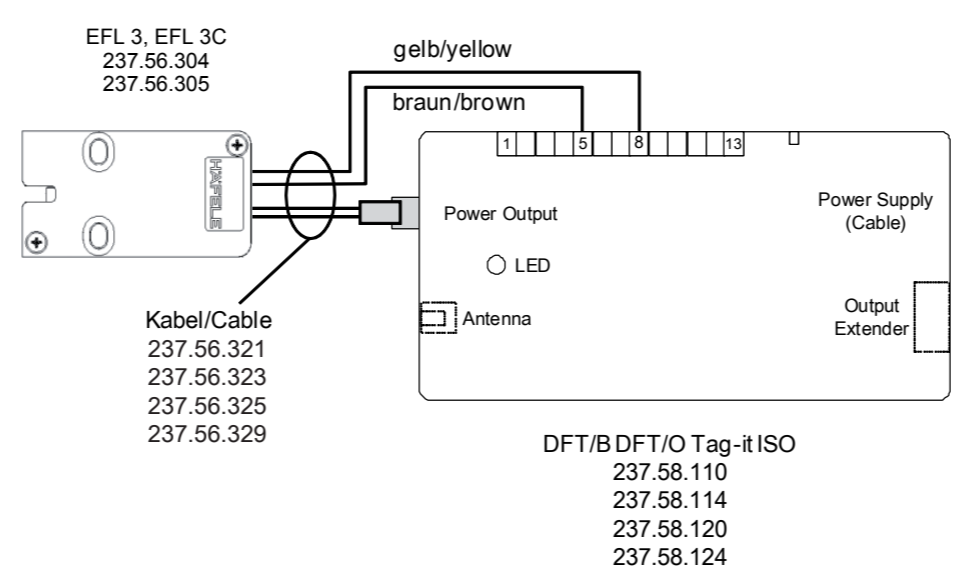 EFL 3, EFL 3C
237.56.304
237.56.305
gelb/yellow
braun/brown
HÄFELE
1
5
8
13
Power Output
Power Supply
(Cable)
LED
Antenna
Output
Extender
Kabel/Cable
237.56.321
237.56.323
237.56.325
237.56.329
DFT/B DFT/O Tag-it ISO
237.58.110
237.58.114
237.58.120
237.58.124